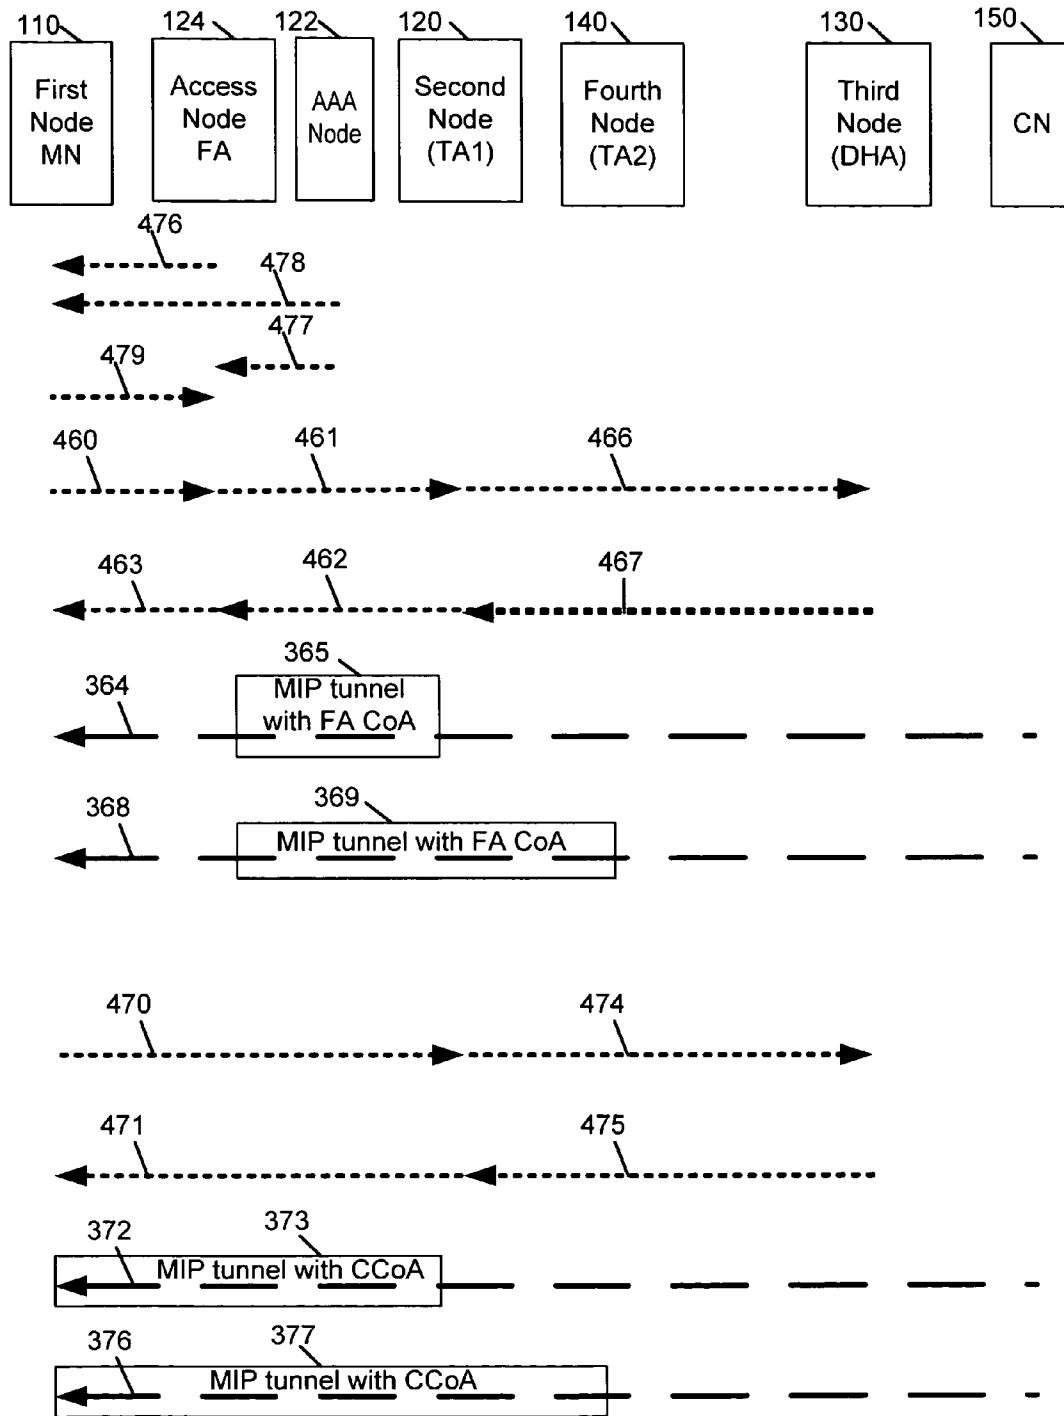 110
124
122
120
140
130
150
First
Node
MN
Access
Node
FA
AAA
Node
Second
Node
(TA1)
Fourth
Node
(TA2)
Third
Node
(DHA)
CN
476
478
477
479
460
461
466
463
462
467
365
364
MIP tunnel
with FA CoA
369
368
MIP tunnel with FA CoA
470
474
471
475
373
372
MIP tunnel with CCoA
377
376
MIP tunnel with CCoA